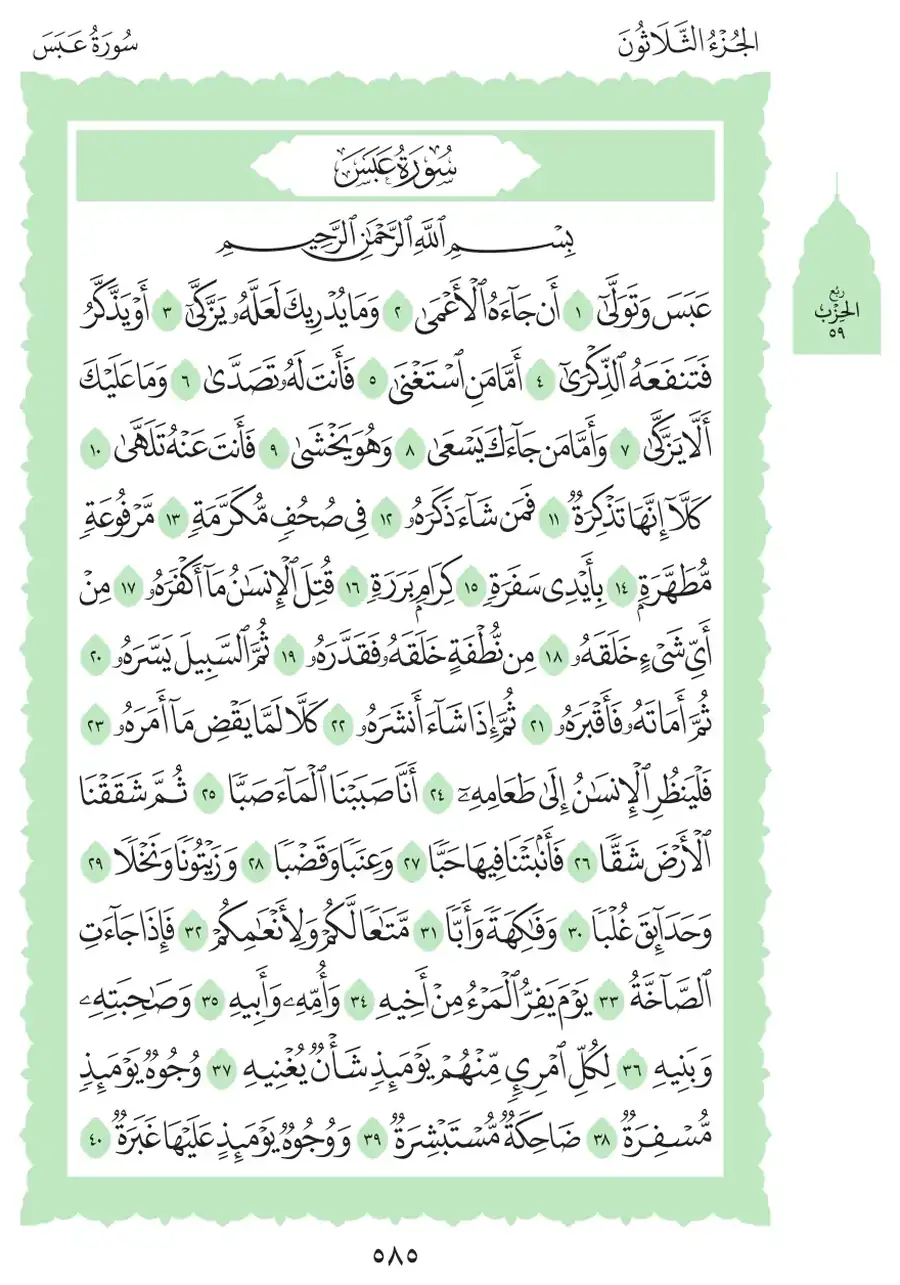 الجُزْءُ الثَّلَاثُونَ
سُورَةُ عَبَسَ
سُورَةُ عَبَسَ
بِسْمِ ٱللَّهِ ٱلرَّحْمَٰنِ ٱلرَّحِيمِ
عَبَسَ وَتَوَلَّىٰٓ ١ أَن جَآءَهُ ٱلْأَعْمَىٰ ٢ وَمَا يُدْرِيكَ لَعَلَّهُۥ يَزَّكَّىٰٓ ٣ أَوْ يَذَّكَّرُ
فَتَنفَعَهُ ٱلذِّكْرَىٰٓ ٤ أَمَّا مَنِ ٱسْتَغْنَىٰ ٥ فَأَنتَ لَهُۥ تَصَدَّىٰ ٦ وَمَا عَلَيْكَ
أَلَّا يَزَّكَّىٰ ٧ وَأَمَّا مَن جَآءَكَ يَسْعَىٰ ٨ وَهُوَ يَخْشَىٰ ٩ فَأَنتَ عَنْهُ تَلَهَّىٰ ١٠
كَلَّآ إِنَّهَا تَذْكِرَةٌ ١١ فَمَن شَآءَ ذَكَرَهُۥ ١٢ فِى صُحُفٍ مُّكَرَّمَةٍ ١٣ مَّرْفُوعَةٍ
مُّطَهَّرَةٍۭ ١٤ بِأَيْدِى سَفَرَةٍ ١٥ كِرَامٍۭ بَرَرَةٍ ١٦ قُتِلَ ٱلْإِنسَٰنُ مَآ أَكْفَرَهُۥ ١٧ مِنْ
أَىِّ شَىْءٍ خَلَقَهُۥ ١٨ مِن نُّطْفَةٍ خَلَقَهُۥ فَقَدَّرَهُۥ ١٩ ثُمَّ ٱلسَّبِيلَ يَسَّرَهُۥ ٢٠
ثُمَّ أَمَاتَهُۥ فَأَقْبَرَهُۥ ٢١ ثُمَّ إِذَا شَآءَ أَنشَرَهُۥ ٢٢ كَلَّا لَمَّا يَقْضِ مَآ أَمَرَهُۥ ٢٣
فَلْيَنظُرِ ٱلْإِنسَٰنُ إِلَىٰ طَعَامِهِۦٓ ٢٤ أَنَّا صَبَبْنَا ٱلْمَآءَ صَبًّا ٢٥ ثُمَّ شَقَقْنَا
ٱلْأَرْضَ شَقًّا ٢٦ فَأَنۢبَتْنَا فِيهَا حَبًّا ٢٧ وَعِنَبًا وَقَضْبًا ٢٨ وَزَيْتُونًا وَنَخْلًا ٢٩
وَحَدَآئِقَ غُلْبًا ٣٠ وَفَٰكِهَةً وَأَبًّا ٣١ مَّتَٰعًا لَّكُمْ وَلِأَنْعَٰمِكُمْ ٣٢ فَإِذَا جَآءَتِ
ٱلصَّآخَّةُ ٣٣ يَوْمَ يَفِرُّ ٱلْمَرْءُ مِنْ أَخِيهِ ٣٤ وَأُمِّهِۦ وَأَبِيهِ ٣٥ وَصَٰحِبَتِهِۦ
وَبَنِيهِ ٣٦ لِكُلِّ ٱمْرِئٍ مِّنْهُمْ يَوْمَئِذٍ شَأْنٌ يُغْنِيهِ ٣٧ وُجُوهٌ يَوْمَئِذٍ
مُّسْفِرَةٌ ٣٨ ضَاحِكَةٌ مُّسْتَبْشِرَةٌ ٣٩ وَوُجُوهٌ يَوْمَئِذٍ عَلَيْهَا غَبَرَةٌ ٤٠
رُبْع
الحِزْب
٥٩
٥٨٥